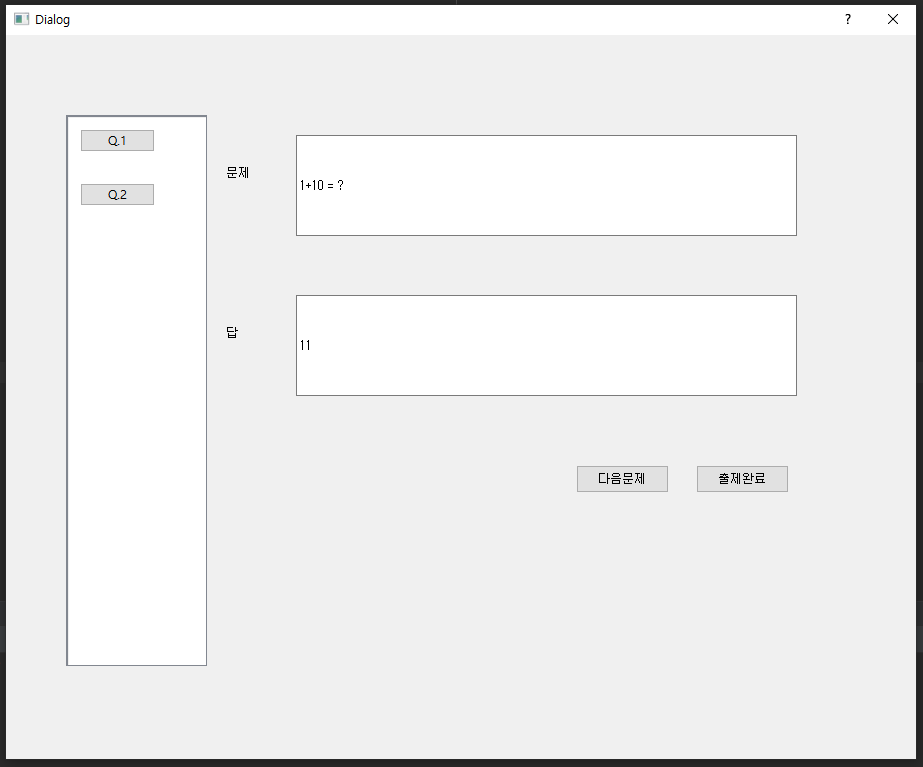 Dialog
?
Q.1
Q.2
문제
1+10 = ?
답
11
다음문제
출제완료